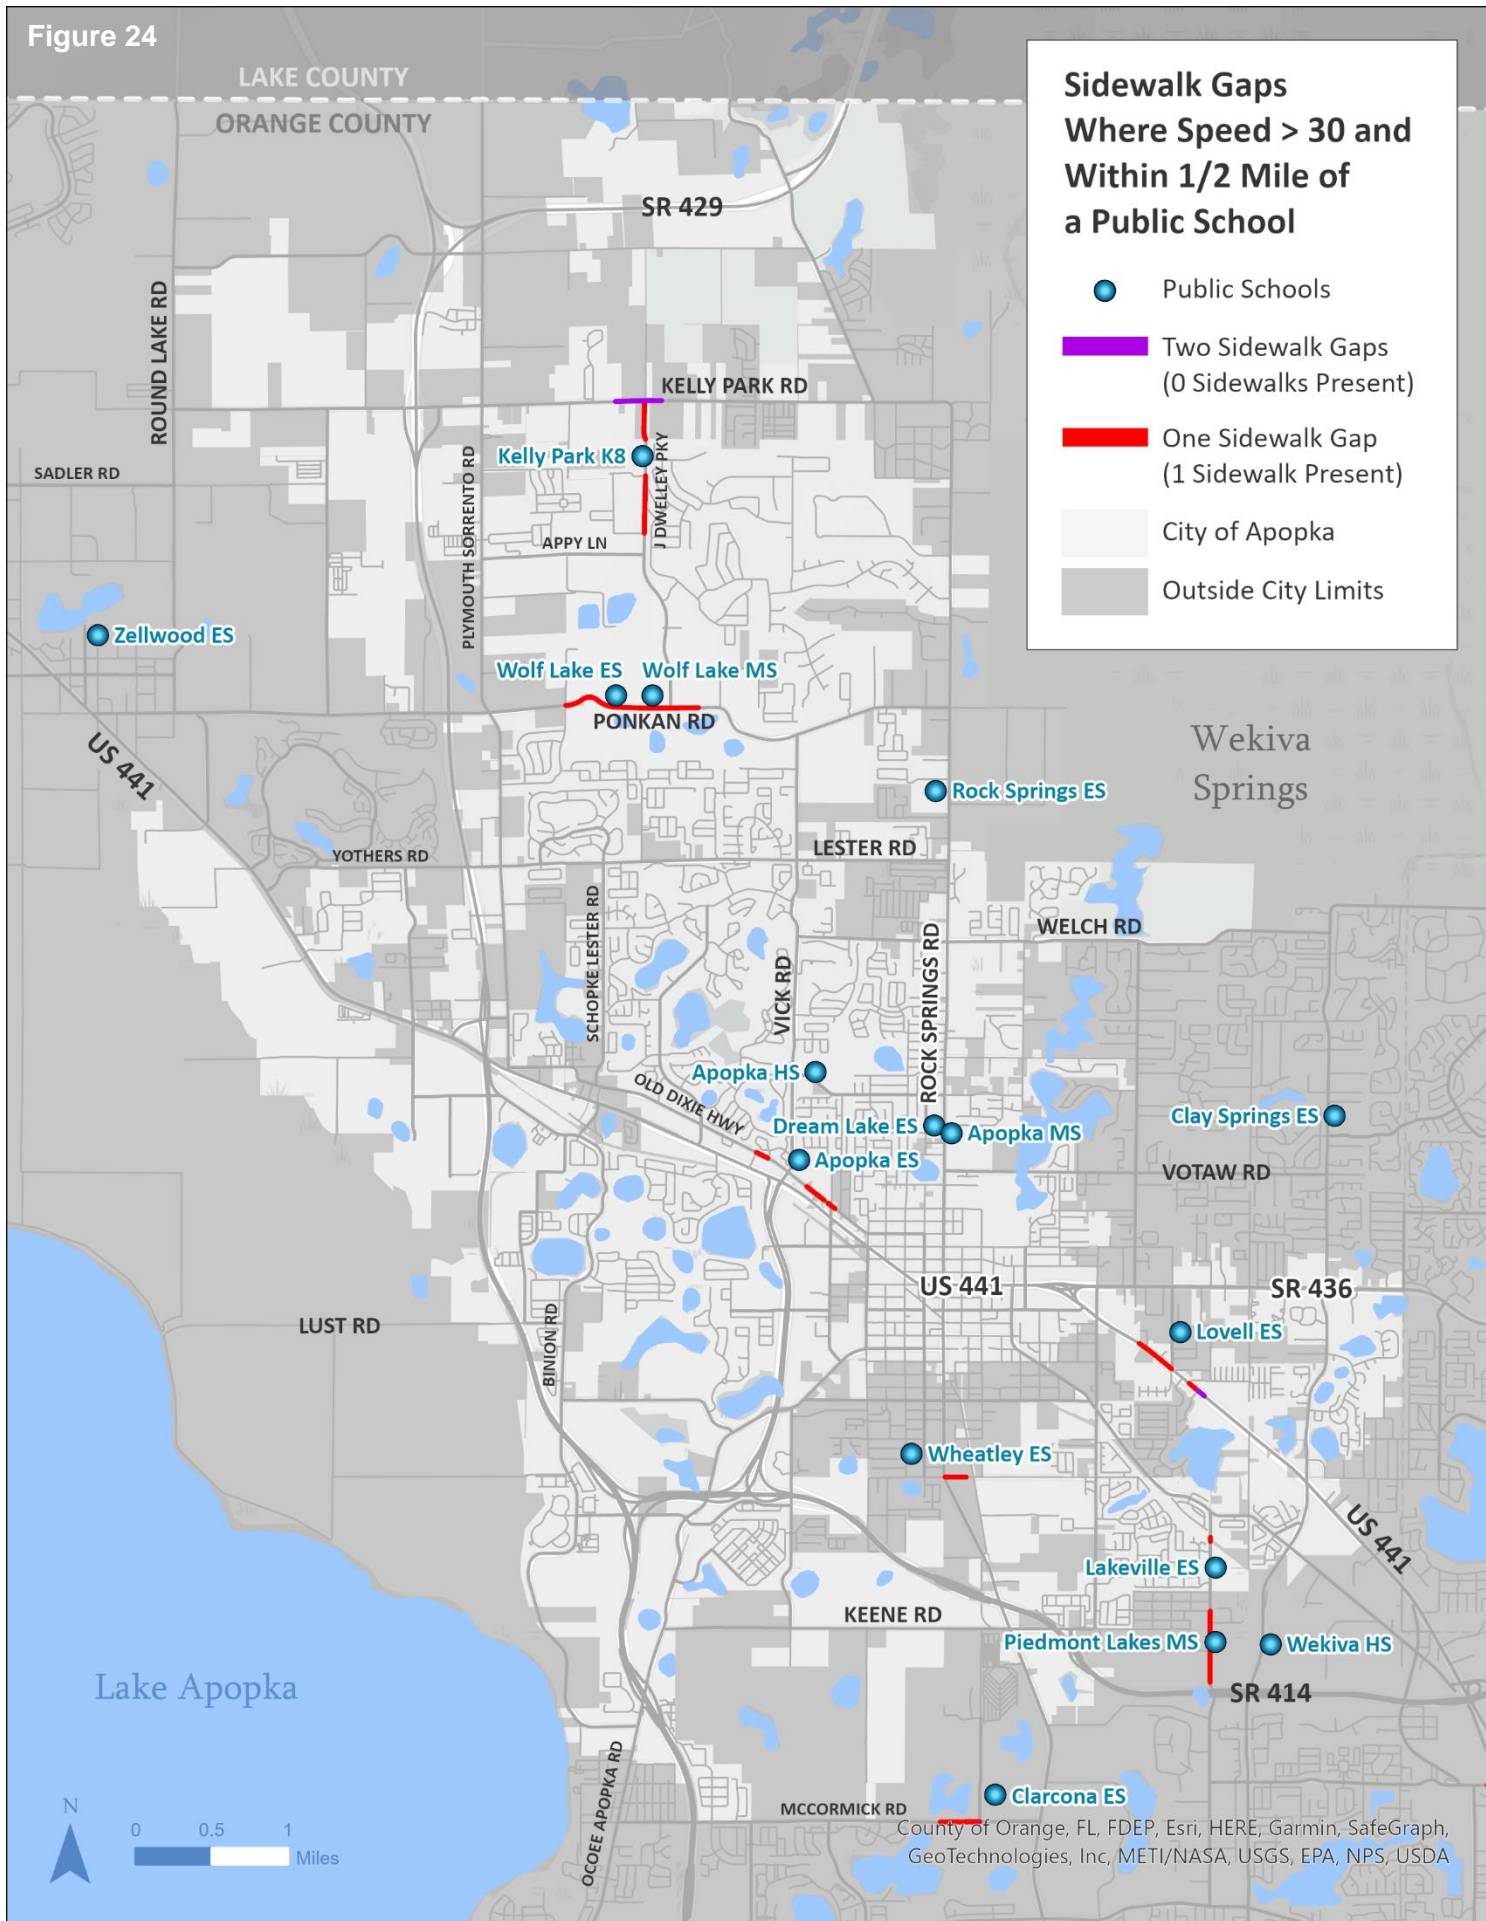 Figure 24
LAKE COUNTY
ORANGE COUNTY
Sidewalk Gaps
Where Speed > 30 and
Within 1/2 Mile of
a Public School
Public Schools
Two Sidewalk Gaps
(0 Sidewalks Present)
One Sidewalk Gap
(1 Sidewalk Present)
City of Apopka
Outside City Limits
SR 429
ROUND LAKE RD
KELLY PARK RD
Kelly Park K8
J DWELLEY PKY
PLYMOUTH SORRENTO RD
SADLER RD
APPY LN
Zellwood ES
Wolf Lake ES
Wolf Lake MS
PONKAN RD
US 441
Wekiva
Springs
Rock Springs ES
LESTER RD
YOTHERS RD
SCHOPKE LESTER RD
WELCH RD
VICK RD
ROCK SPRINGS RD
Apopka HS
OLD DIXIE HWY
Dream Lake ES
Apopka MS
Clay Springs ES
Apopka ES
VOTAW RD
US 441
SR 436
LUST RD
BINION RD
Lovell ES
Wheatley ES
US 441
Lakeville ES
KEENE RD
Piedmont Lakes MS
Wekiva HS
SR 414
Lake Apopka
OCOEE APOPKA RD
Clarcona ES
MCCORMICK RD
N
0 0.5 1
Miles
County of Orange, FL, FDEP, Esri, HERE, Garmin, SafeGraph,
GeoTechnologies, Inc, METI/NASA, USGS, EPA, NPS, USDA